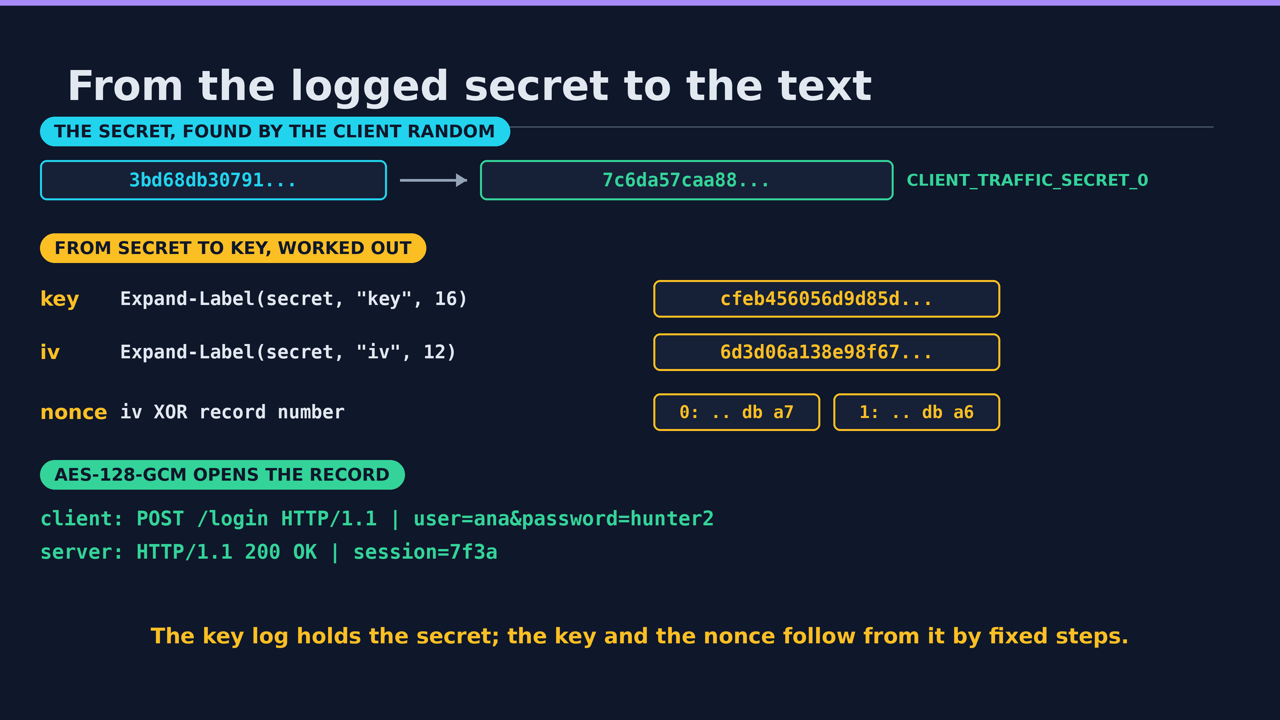 From the logged secret to the text
THE SECRET, FOUND BY THE CLIENT RANDOM
3bd68db30791... 7c6da57caa88... CLIENT_TRAFFIC_SECRET_0
FROM SECRET TO KEY, WORKED OUT
key Expand-Label(secret, "key", 16) cfeb456056d9d85d...
iv Expand-Label(secret, "iv", 12) 6d3d06a138e98f67...
nonce iv XOR record number 0: .. db a7 1: .. db a6
AES-128-GCM OPENS THE RECORD
client: POST /login HTTP/1.1 | user=ana&password=hunter2
server: HTTP/1.1 200 OK | session=7f3a
The key log holds the secret; the key and the nonce follow from it by fixed steps.